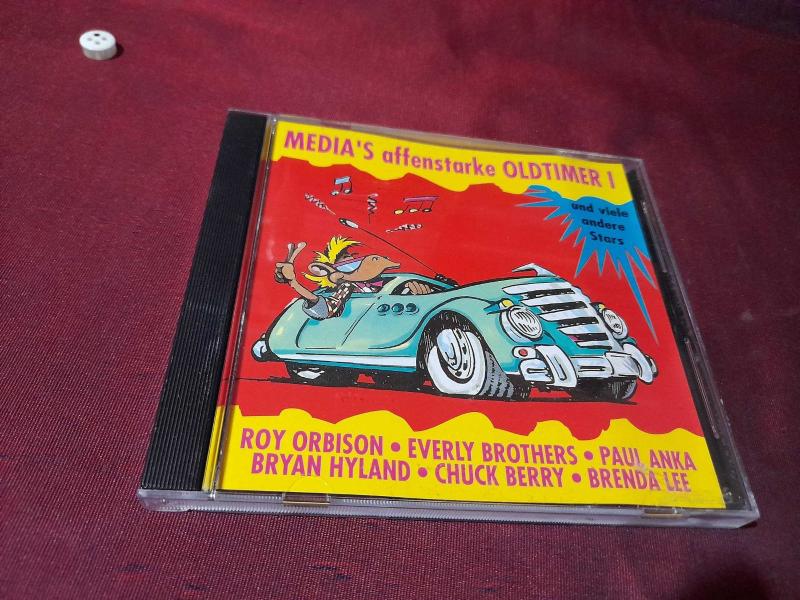 MEDIA'S affenstarke OLDTIMER I
und viele
andere
Stars
ROY ORBISON • EVERLY BROTHERS • PAUL ANKA
BRYAN HYLAND • CHUCK BERRY • BRENDA LEE